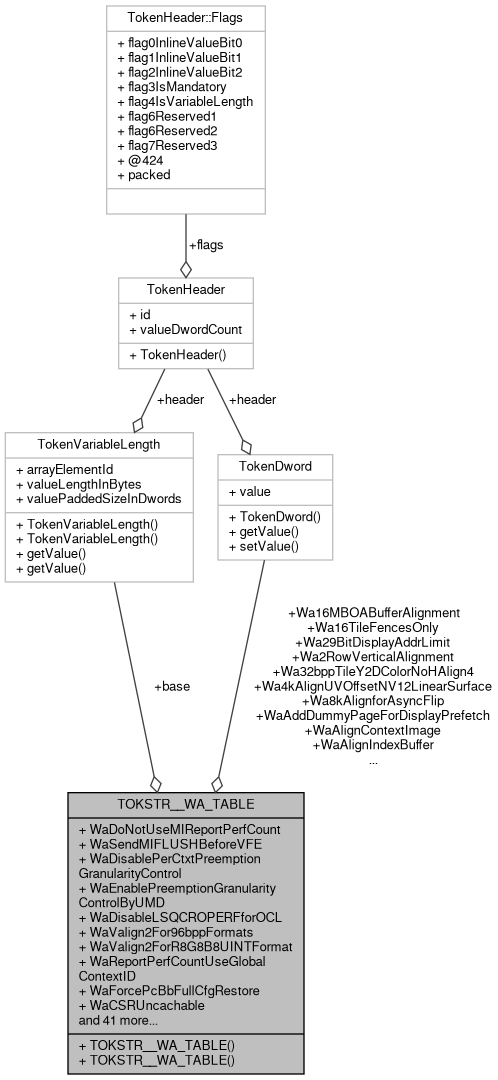 TokenHeader::Flags
+ flag0InlineValueBit0
+ flag1InlineValueBit1
+ flag2InlineValueBit2
+ flag3IsMandatory
+ flag4IsVariableLength
+ flag6Reserved1
+ flag6Reserved2
+ flag7Reserved3
+ @424
+ packed
+flags
TokenHeader
+ id
+ valueDwordCount
+ TokenHeader()
+header
+header
TokenVariableLength
+ arrayElementId
+ valueLengthInBytes
+ valuePaddedSizeInDwords
+ TokenVariableLength()
+ TokenVariableLength()
+ getValue()
+ getValue()
TokenDword
+ value
+ TokenDword()
+ getValue()
+ setValue()
+base
+Wa16MBOABufferAlignment
+Wa16TileFencesOnly
+Wa29BitDisplayAddrLimit
+Wa2RowVerticalAlignment
+Wa32bppTileY2DColorNoHAlign4
+Wa4kAlignUVOffsetNV12LinearSurface
+Wa8kAlignforAsyncFlip
+WaAddDummyPageForDisplayPrefetch
+WaAlignContextImage
+WaAlignIndexBuffer
...
TOKSTR__WA_TABLE
+ WaDoNotUseMIReportPerfCount
+ WaSendMIFLUSHBeforeVFE
+ WaDisablePerCtxtPreemption
GranularityControl
+ WaEnablePreemptionGranularity
ControlByUMD
+ WaDisableLSQCROPERFforOCL
+ WaValign2For96bppFormats
+ WaValign2ForR8G8B8UINTFormat
+ WaReportPerfCountUseGlobal
ContextID
+ WaForcePcBbFullCfgRestore
+ WaCSRUncachable
and 41 more...
+ TOKSTR__WA_TABLE()
+ TOKSTR__WA_TABLE()